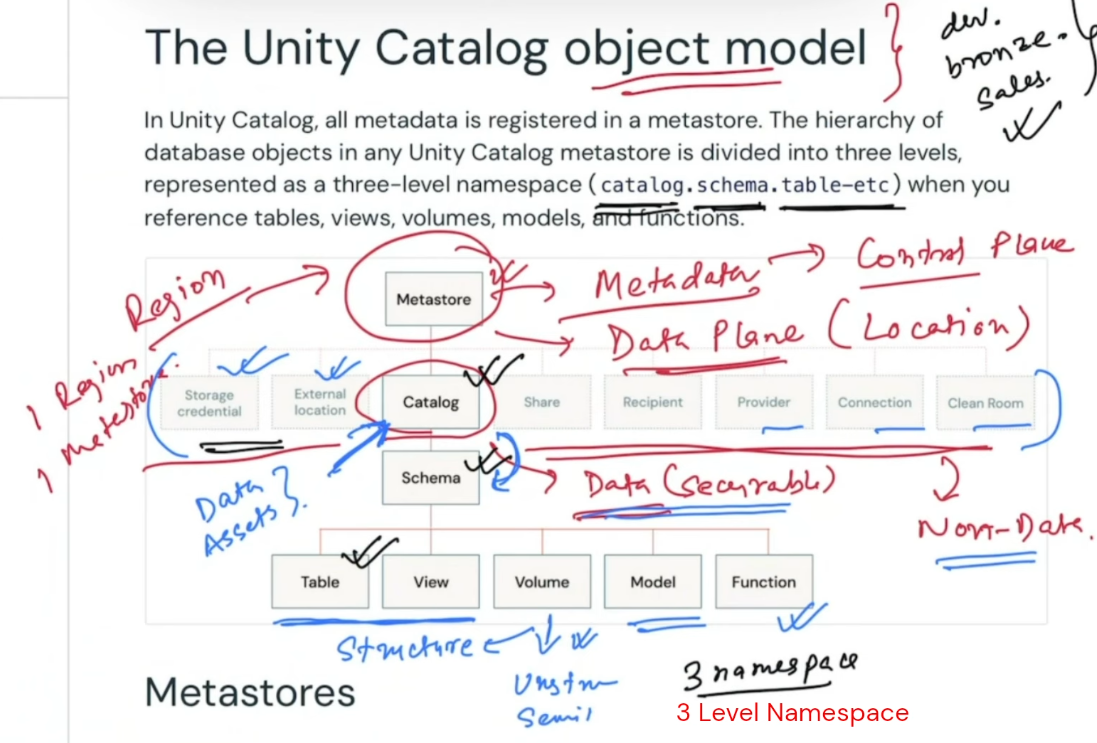 The Unity Catalog object model
dev.
bronze.
sales.
In Unity Catalog, all metadata is registered in a metastore. The hierarchy of
database objects in any Unity Catalog metastore is divided into three levels,
represented as a three-level namespace (catalog.schema.table-etc) when you
reference tables, views, volumes, models, and functions.
Region
1 Region
1 metastore.
Metastore
Metadata
Control Plane
Data Plane (Location)
Storage credential
External location
Catalog
Share
Recipient
Provider
Connection
Clean Room
Schema
Data (Securable)
Data
Assets
Non-Data.
Table
View
Volume
Model
Function
Structure
3 namespace
3 Level Namespace
Metastores